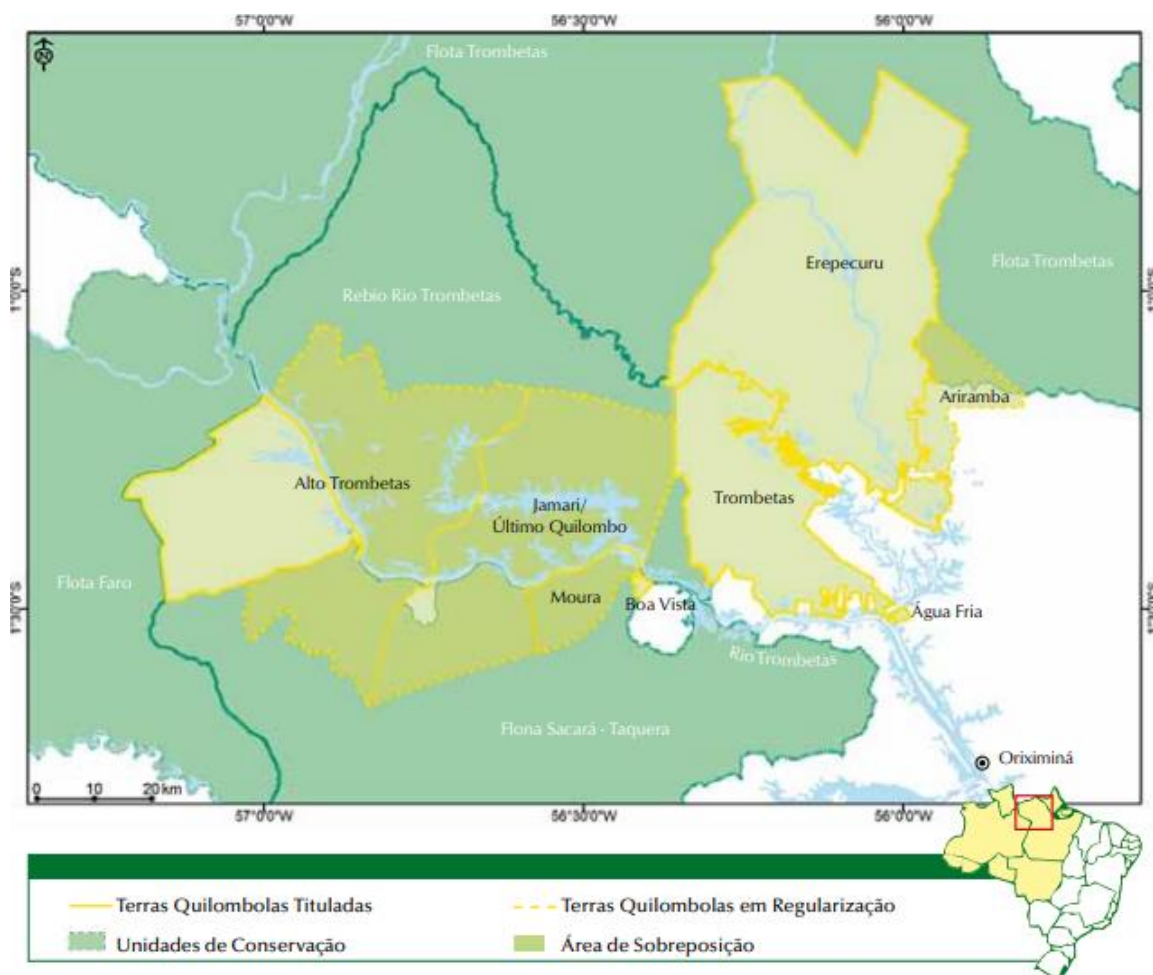 57°0'0"W
56°30'0"W
56°0'0"W
N
Flota Trombetas
Erepecuru
Flota Trombetas
1°0'0"S
1°0'0"S
Rebio Rio Trombetas
Ariramba
Alto Trombetas
Jamari/
Último Quilombo
Trombetas
Flota Faro
Moura
Boa Vista
Água Fria
1°30'0"S
Rio Trombetas
Flona Sacará - Taquera
Oriximiná
0 10 20 km
57°0'0"W
56°30'0"W
56°0'0"W
Terras Quilombolas Tituladas
Terras Quilombolas em Regularização
Unidades de Conservação
Área de Sobreposição